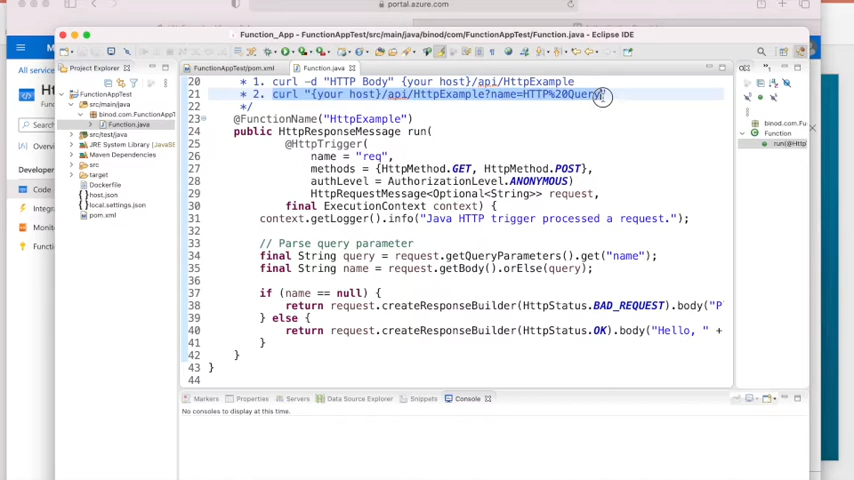 portal.azure.com
Function_App - FunctionAppTest/src/main/java/binod/com/FunctionAppTest/Function.java - Eclipse IDE
Microsoft
All service
Overv
Code
Integr
Monit
Functi
Project Explorer
FunctionAppTest
src/main/java
binod.com.FunctionApp
Function.java
src/test/java
JRE System Library [JavaS
Maven Dependencies
src
target
Dockerfile
host.json
local.settings.json
pom.xml
FunctionAppTest/pom.xml
Function.java
20 * 1. curl -d "HTTP Body" {your host}/api/HttpExample
21 * 2. curl "{your host}/api/HttpExample?name=HTTP%20Query"
22 */
23 @FunctionName("HttpExample")
24 public HttpResponseMessage run(
25 @HttpTrigger(
26 name = "req",
27 methods = {HttpMethod.GET, HttpMethod.POST},
28 authLevel = AuthorizationLevel.ANONYMOUS)
29 HttpRequestMessage<Optional<String>> request,
30 final ExecutionContext context) {
31 context.getLogger().info("Java HTTP trigger processed a request.");
32
33 // Parse query parameter
34 final String query = request.getQueryParameters().get("name");
35 final String name = request.getBody().orElse(query);
36
37 if (name == null) {
38 return request.createResponseBuilder(HttpStatus.BAD_REQUEST).body("P
39 } else {
40 return request.createResponseBuilder(HttpStatus.OK).body("Hello, " +
41 }
42 }
43 }
44
binod.com.Fun
Function
run(@Http
Markers
Properties
Servers
Data Source Explorer
Snippets
Console
No consoles to display at this time.